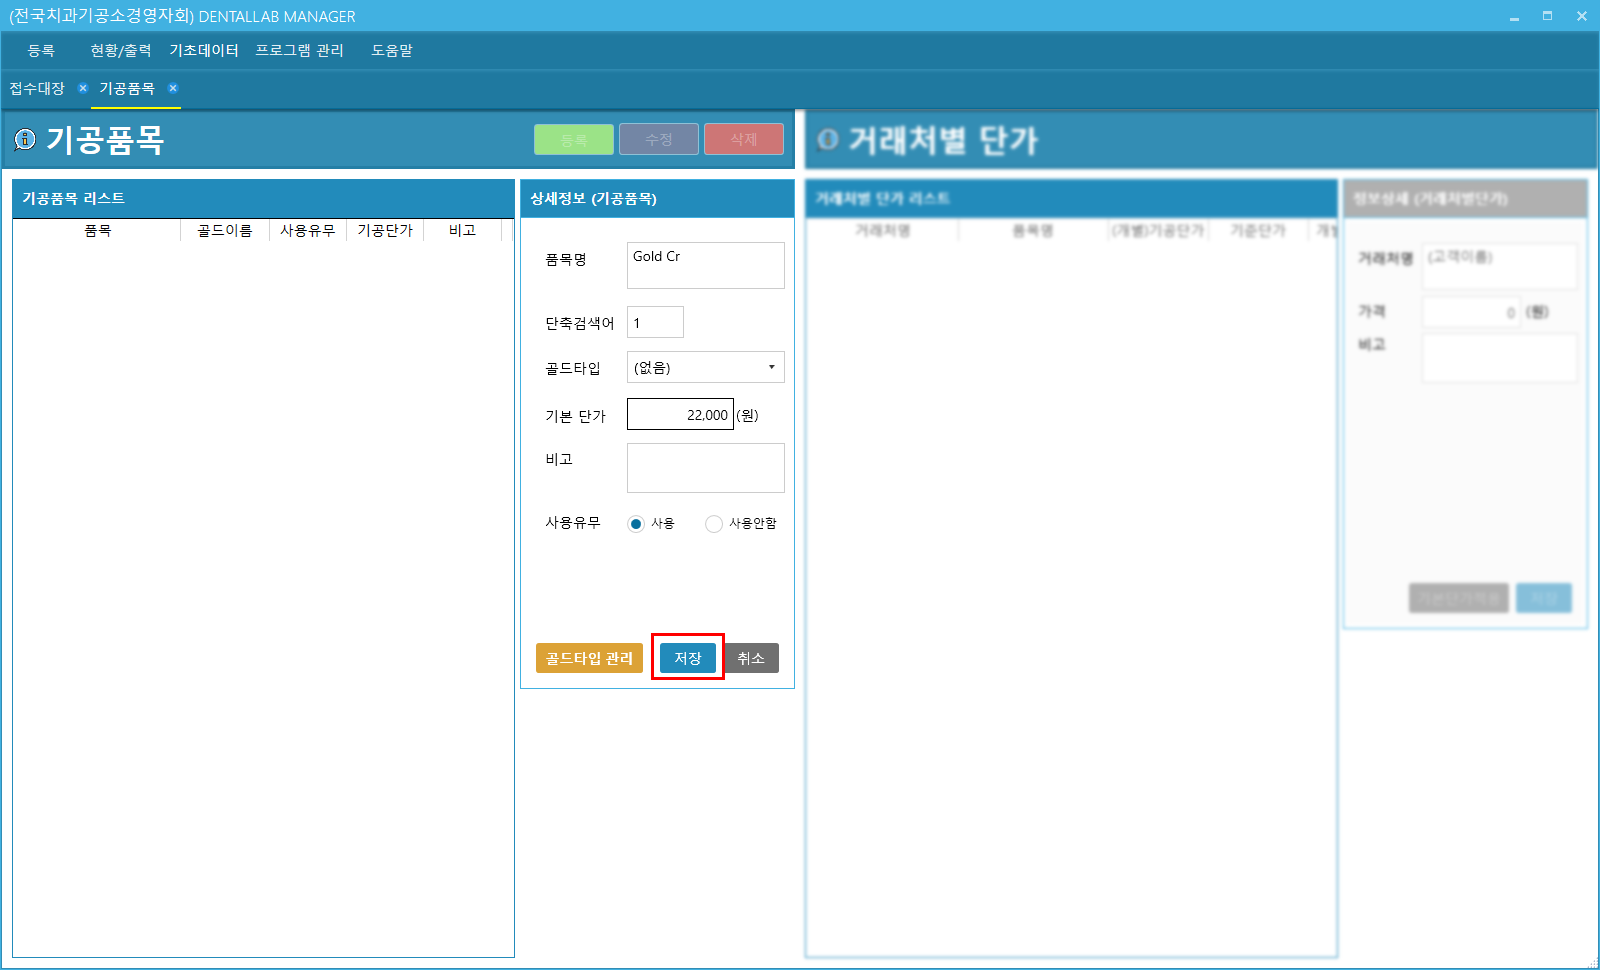 (전국치과기공소경영자회) DENTALLAB MANAGER
등록 현황/출력 기초데이터 프로그램 관리 도움말
접수대장 기공품목
기공품목 등록 수정 삭제
거래처별 단가
기공품목 리스트
품목 골드이름 사용유무 기공단가 비고
상세정보 (기공품목)
품목명 Gold Cr
단축검색어 1
골드타입 (없음)
기본 단가 22,000 (원)
비고
사용유무 사용 사용안함
골드타입 관리 저장 취소
거래처별 단가 리스트
거래처명 품목명 (개별)기공단가 기준단가 개별
정보상세 (거래처별단가)
거래처명 (고객이름)
가격 0 (원)
비고
기본단가적용 저장